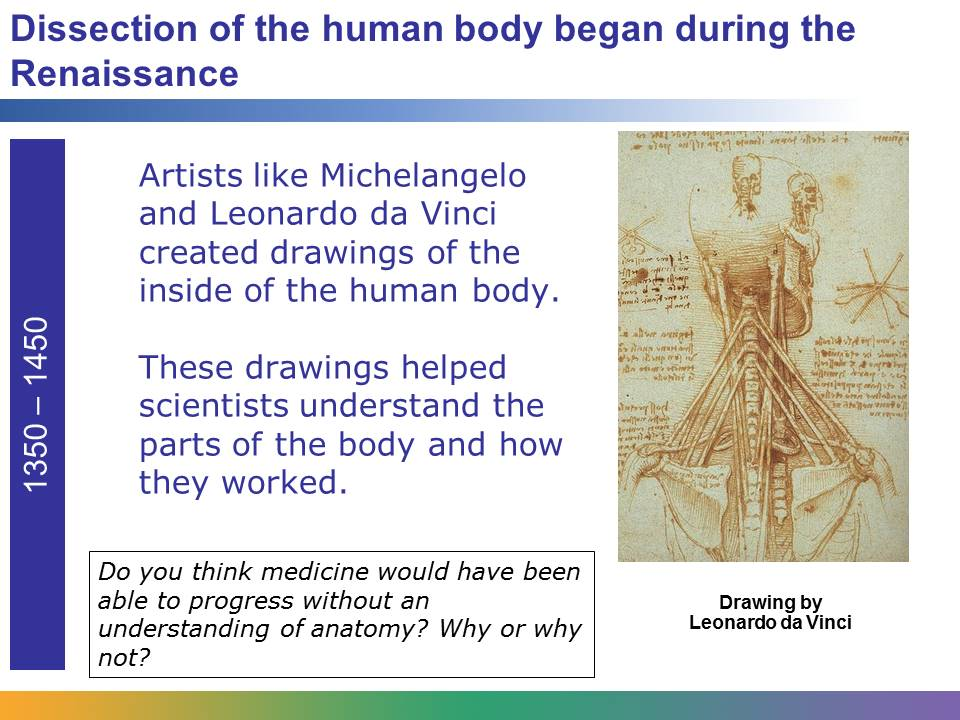 Dissection of the human body began during the
Renaissance
1350 – 1450
Artists like Michelangelo
and Leonardo da Vinci
created drawings of the
inside of the human body.
These drawings helped
scientists understand the
parts of the body and how
they worked.
Do you think medicine would have been
able to progress without an
understanding of anatomy? Why or why
not?
Drawing by
Leonardo da Vinci